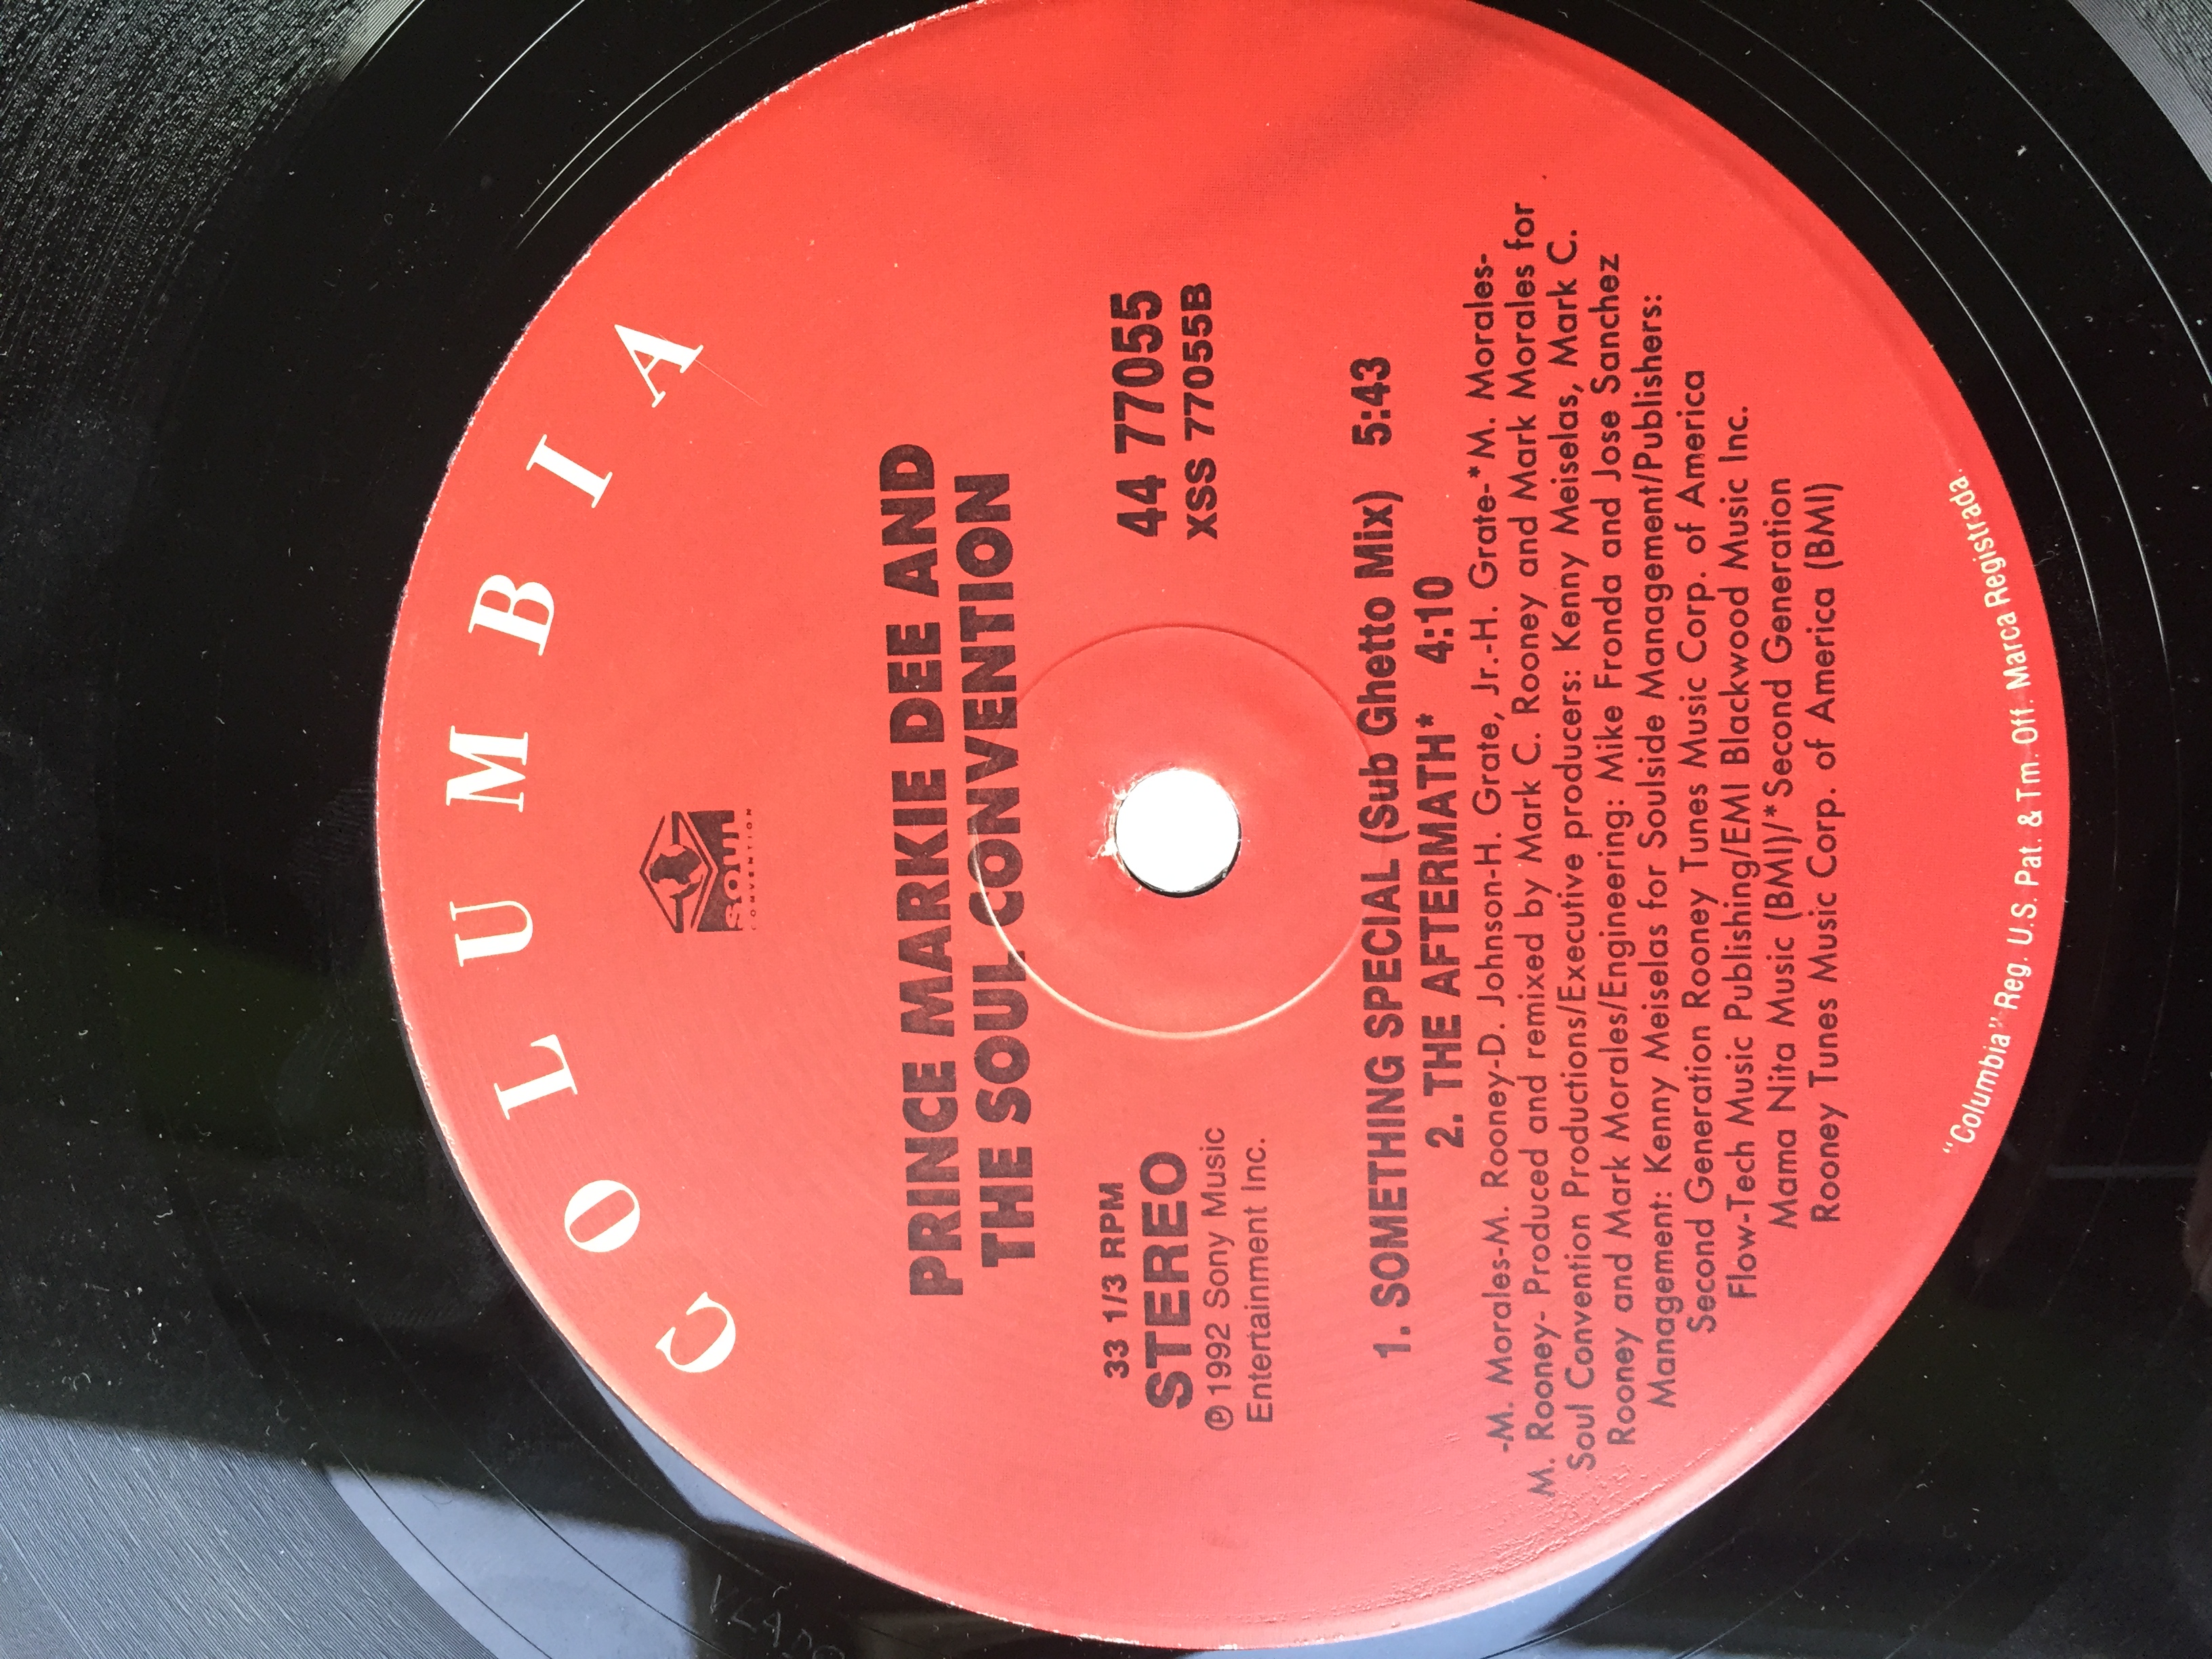 COLUMBIA
SOUL
CONVENTION
PRINCE MARKIE DEE AND
THE SOUL CONVENTION
33 1/3 RPM
STEREO
℗ 1992 Sony Music
Entertainment Inc.
44 77055
XSS 77055B
1. SOMETHING SPECIAL (Sub Ghetto Mix) 5:43
2. THE AFTERMATH* 4:10
-M. Morales-M. Rooney-D. Johnson-H. Grate, Jr.-H. Grate-*M. Morales-
M. Rooney- Produced and remixed by Mark C. Rooney and Mark Morales for
Soul Convention Productions/Executive producers: Kenny Meiselas, Mark C.
Rooney and Mark Morales/Engineering: Mike Fronda and Jose Sanchez
Management: Kenny Meiselas for Soulside Management/Publishers:
Second Generation Rooney Tunes Music Corp. of America
Flow-Tech Music Publishing/EMI Blackwood Music Inc.
Mama Nita Music (BMI)/*Second Generation
Rooney Tunes Music Corp. of America (BMI)
"Columbia" Reg. U.S. Pat. & Tm. Off. Marca Registrada.
VLADO